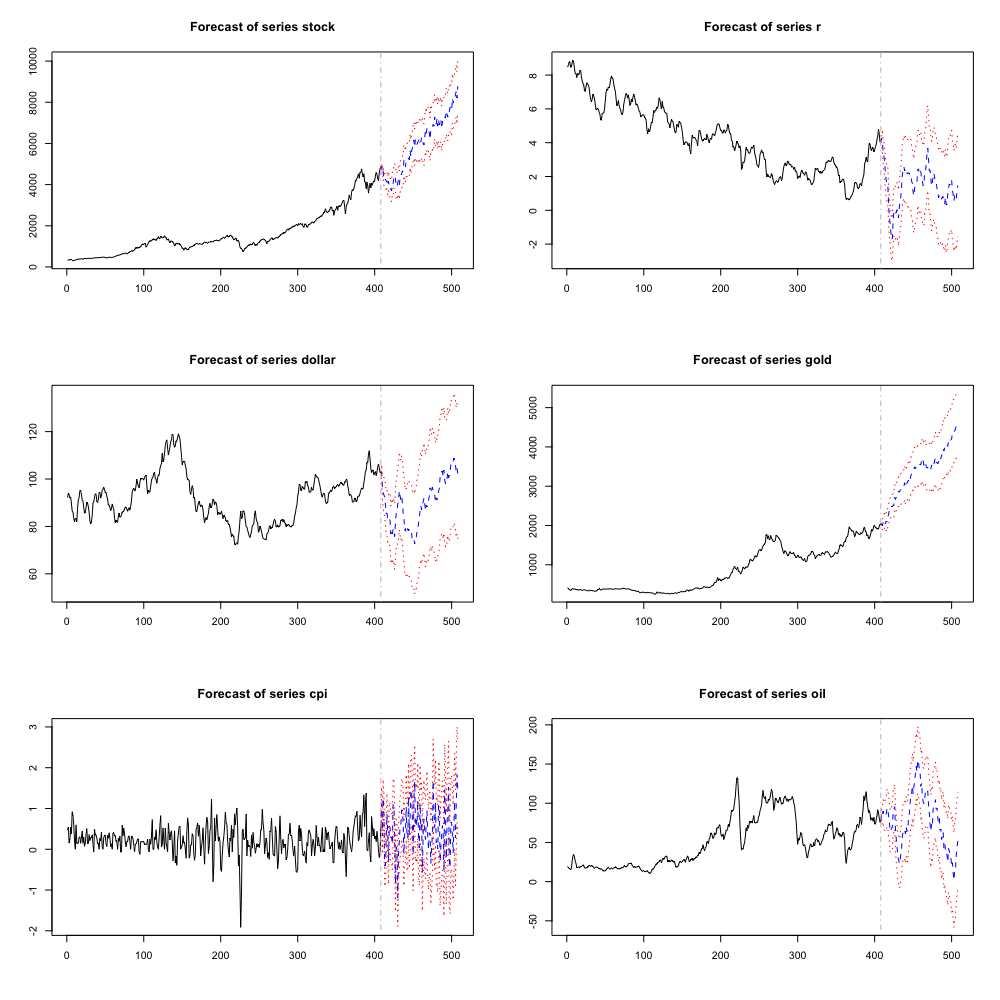 Forecast of series stock
0 2000 4000 6000 8000 10000
0 100 200 300 400 500
Forecast of series r
-2 0 2 4 6 8
0 100 200 300 400 500
Forecast of series dollar
60 80 100 120
0 100 200 300 400 500
Forecast of series gold
1000 2000 3000 4000 5000
0 100 200 300 400 500
Forecast of series cpi
-2 -1 0 1 2 3
0 100 200 300 400 500
Forecast of series oil
-50 0 50 100 150 200
0 100 200 300 400 500